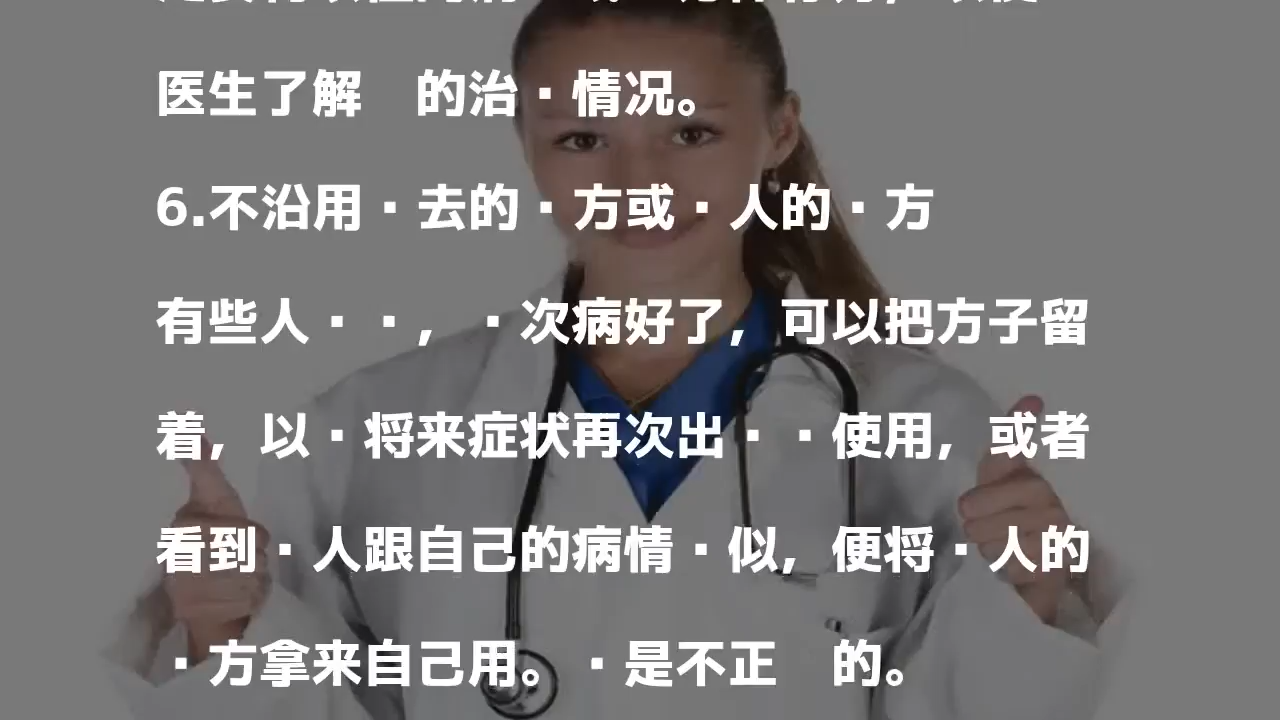 医生了解　的治▪情况。
6.不沿用▪去的▪方或▪人的▪方
有些人▪▪，▪次病好了，可以把方子留
着，以▪将来症状再次出▪▪使用，或者
看到▪人跟自己的病情▪似，便将▪人的
▪方拿来自己用。▪是不正　的。